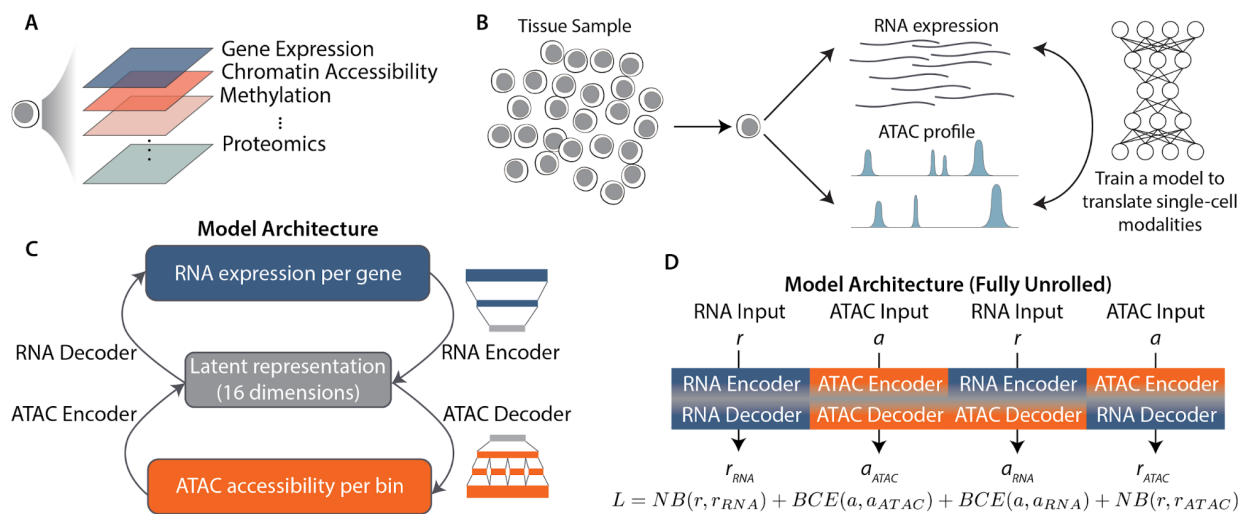 A
Gene Expression
Chromatin Accessibility
Methylation
⋮
Proteomics
B
Tissue Sample
RNA expression
ATAC profile
Train a model to
translate single-cell
modalities
C
Model Architecture
RNA expression per gene
RNA Decoder
RNA Encoder
Latent representation
(16 dimensions)
ATAC Encoder
ATAC Decoder
ATAC accessibility per bin
D
Model Architecture (Fully Unrolled)
RNA Input ATAC Input RNA Input ATAC Input
r a r a
RNA Encoder ATAC Encoder RNA Encoder ATAC Encoder
RNA Decoder ATAC Decoder ATAC Decoder RNA Decoder
r_RNA a_ATAC a_RNA r_ATAC
L = NB(r, r_RNA) + BCE(a, a_ATAC) + BCE(a, a_RNA) + NB(r, r_ATAC)